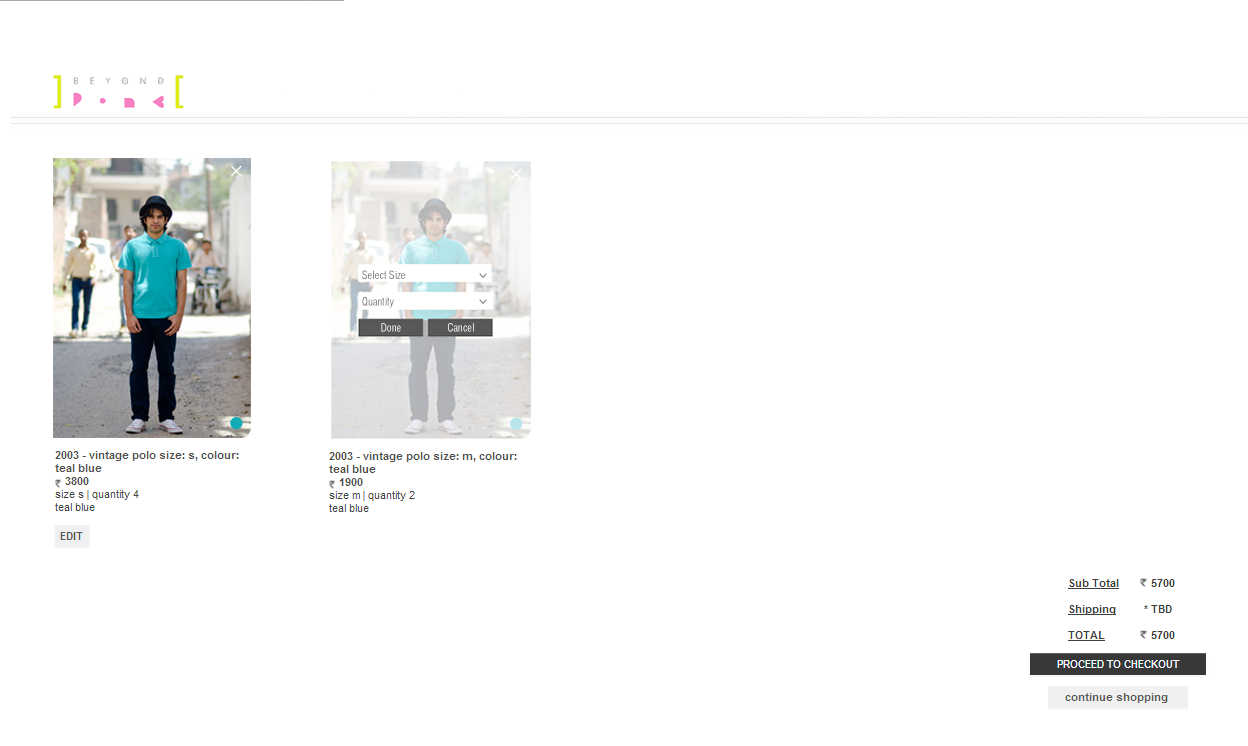 BEYOND
PINK
Select Size
Quantity
Done Cancel
2003 - vintage polo size: s, colour:
teal blue
₹ 3800
size s | quantity 4
teal blue
EDIT
2003 - vintage polo size: m, colour:
teal blue
₹ 1900
size m | quantity 2
teal blue
Sub Total ₹ 5700
Shipping * TBD
TOTAL ₹ 5700
PROCEED TO CHECKOUT
continue shopping